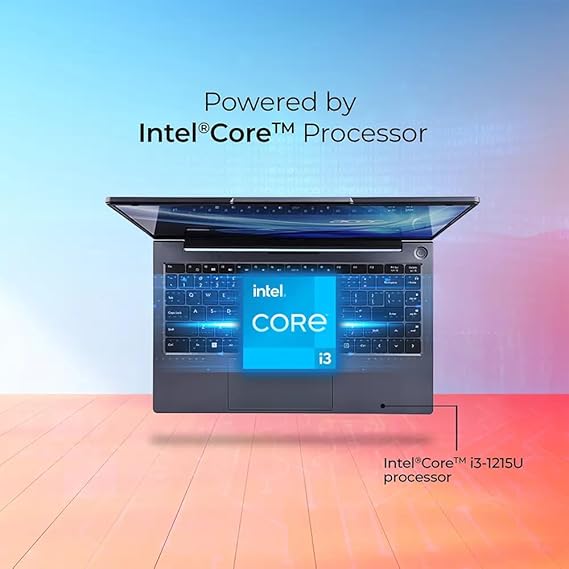 Powered by
Intel®Core™ Processor
intel.
CORE
i3
Intel®Core™ i3-1215U
processor